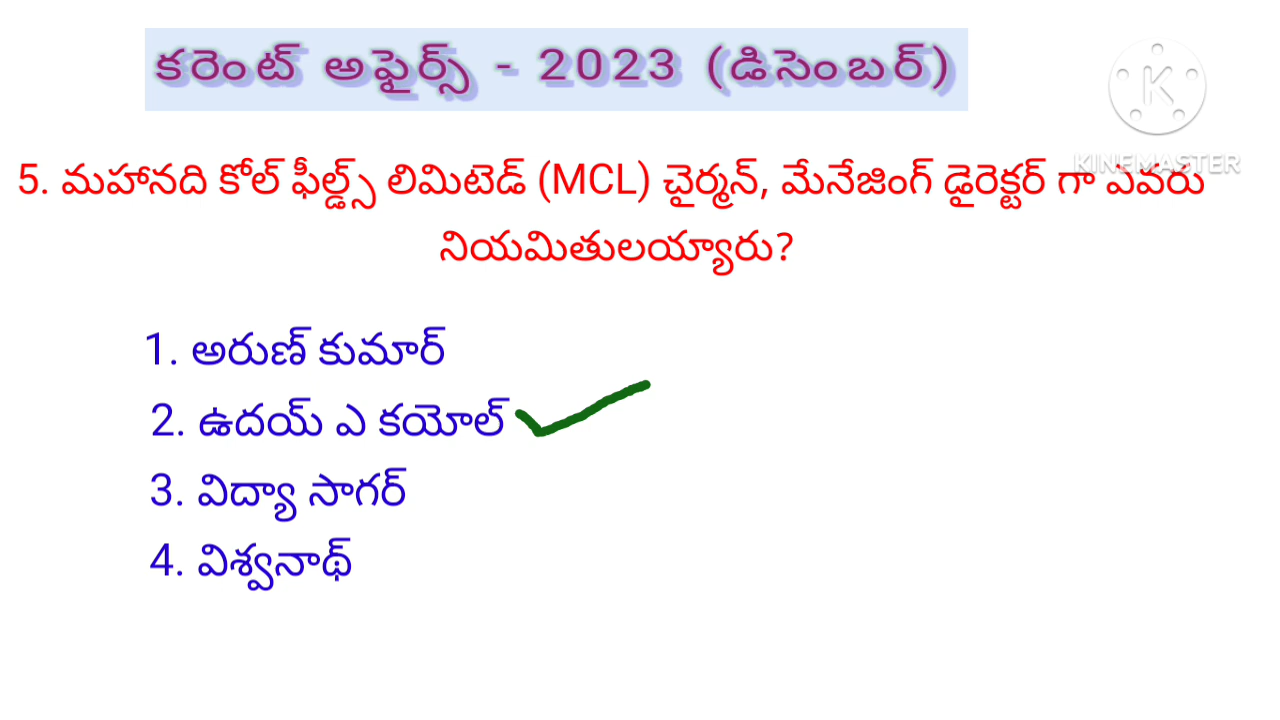 కరెంట్ అఫైర్స్ - 2023 (డిసెంబర్)
K
KINEMASTER
5. మహానది కోల్ ఫీల్డ్స్ లిమిటెడ్ (MCL) చైర్మన్, మేనేజింగ్ డైరెక్టర్ గా ఎవరు
నియమితులయ్యారు?
1. అరుణ్ కుమార్
2. ఉదయ్ ఎ కయోల్
3. విద్యా సాగర్
4. విశ్వనాథ్